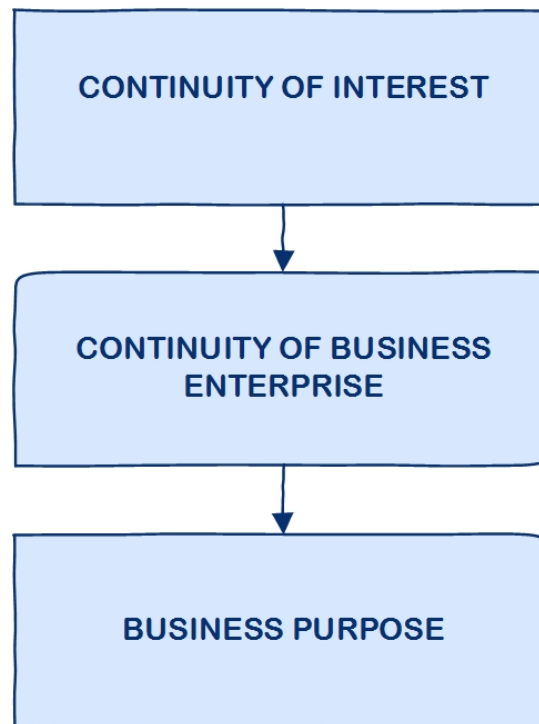 CONTINUITY OF INTEREST
CONTINUITY OF BUSINESS
ENTERPRISE
BUSINESS PURPOSE